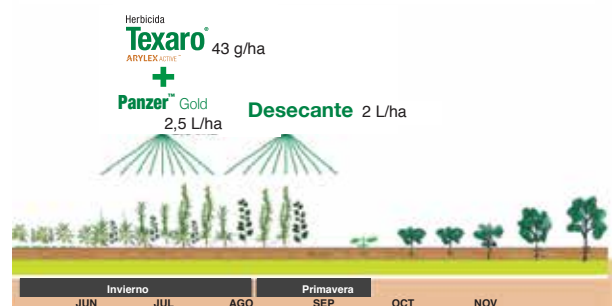 Herbicida
Texaro® 43 g/ha
ARYLEX ACTIVE™
+
Panzer™ Gold
2,5 L/ha
Desecante 2 L/ha
Invierno Primavera
JUN JUL AGO SEP OCT NOV